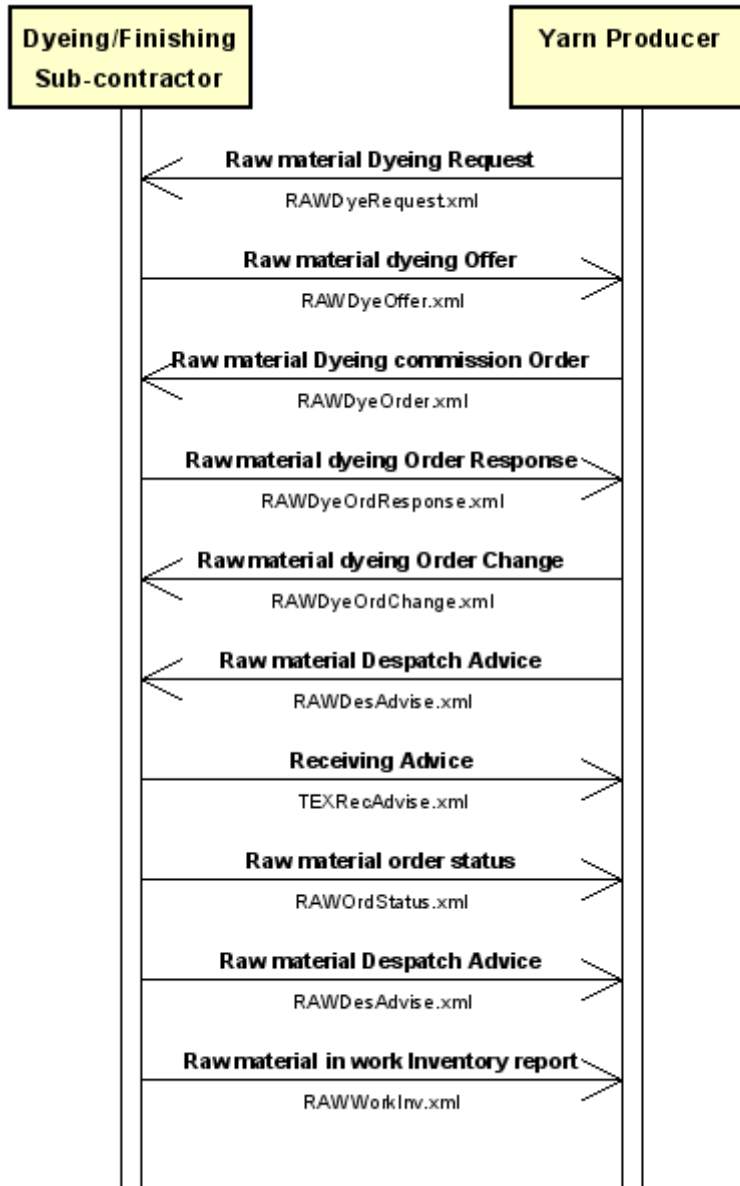 Dyeing/Finishing
Sub-contractor
Yarn Producer
Raw material Dyeing Request
RAWDyeRequest.xml
Raw material dyeing Offer
RAWDyeOffer.xml
Raw material Dyeing commission Order
RAWDyeOrder.xml
Raw material dyeing Order Response
RAWDyeOrdResponse.xml
Raw material dyeing Order Change
RAWDyeOrdChange.xml
Raw material Despatch Advice
RAWDesAdvise.xml
Receiving Advice
TEXRecAdvise.xml
Raw material order status
RAWOrdStatus.xml
Raw material Despatch Advice
RAWDesAdvise.xml
Raw material in work Inventory report
RAWWorkInv.xml